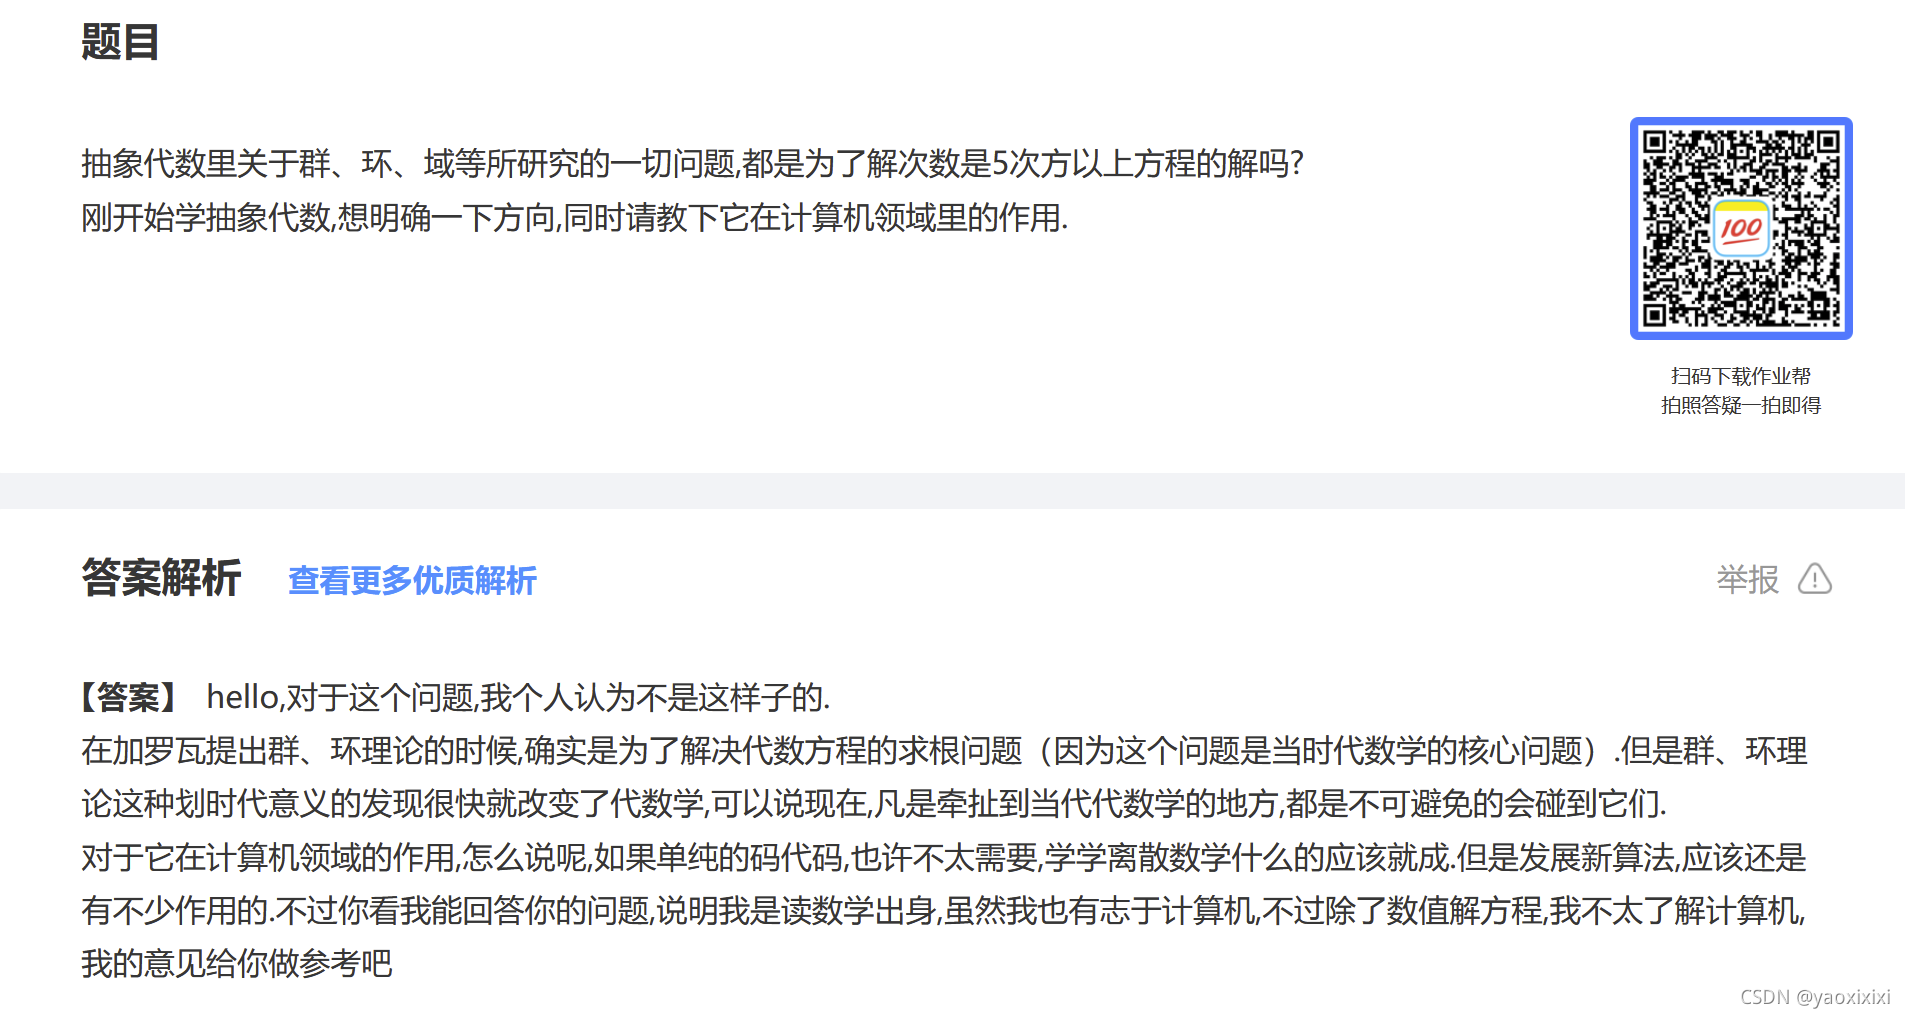 题目
抽象代数里关于群、环、域等所研究的一切问题,都是为了解次数是5次方以上方程的解吗?
刚开始学抽象代数,想明确一下方向,同时请教下它在计算机领域里的作用.
100
扫码下载作业帮
拍照答疑一拍即得
答案解析 查看更多优质解析 举报
【答案】 hello,对于这个问题,我个人认为不是这样子的.
在加罗瓦提出群、环理论的时候,确实是为了解决代数方程的求根问题（因为这个问题是当时代数学的核心问题）.但是群、环理
论这种划时代意义的发现很快就改变了代数学,可以说现在,凡是牵扯到当代代数学的地方,都是不可避免的会碰到它们.
对于它在计算机领域的作用,怎么说呢,如果单纯的码代码,也许不太需要,学学离散数学什么的应该就成.但是发展新算法,应该还是
有不少作用的.不过你看我能回答你的问题,说明我是读数学出身,虽然我也有志于计算机,不过除了数值解方程,我不太了解计算机,
我的意见给你做参考吧
CSDN @yaoxixixi